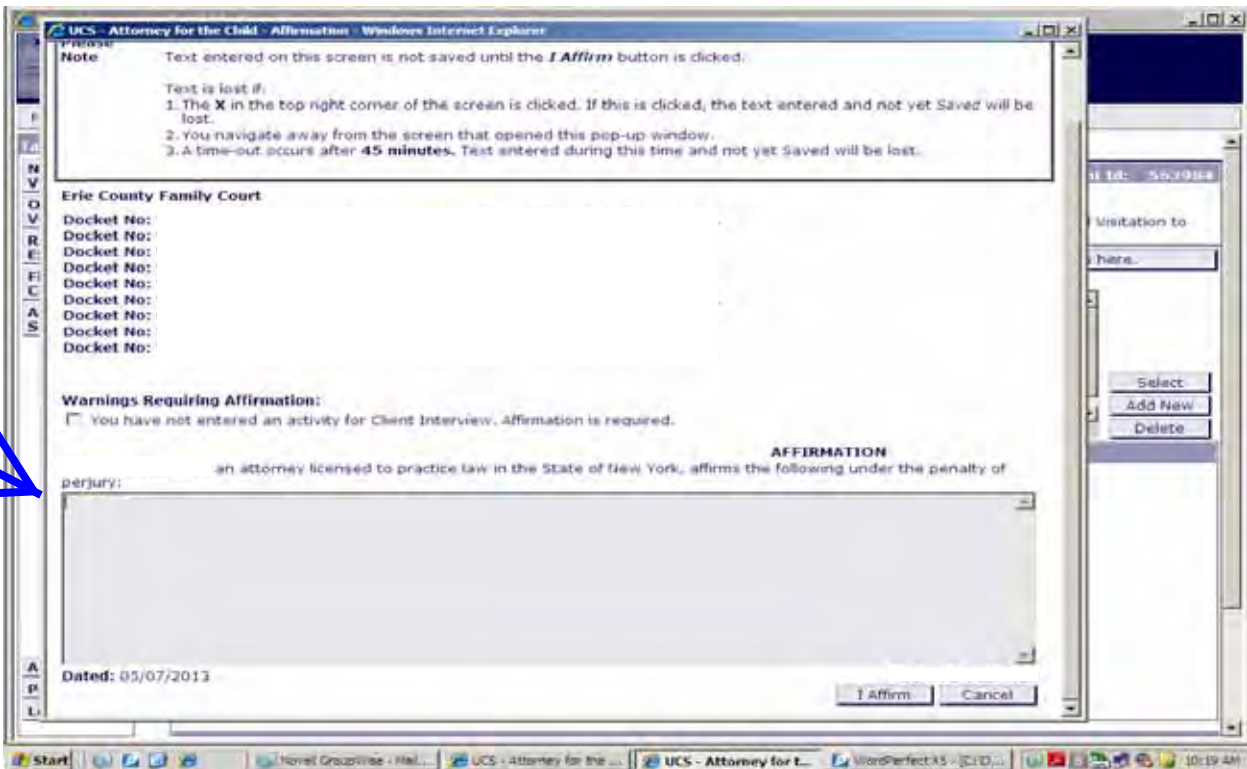 UCS - Attorney for the Child - Affirmation - Windows Internet Explorer
Please
Note
Text entered on this screen is not saved until the I Affirm button is clicked.
Text is lost if:
1. The X in the top right corner of the screen is clicked. If this is clicked, the text entered and not yet Saved will be
lost.
2. You navigate away from the screen that opened this pop-up window.
3. A time-out occurs after 45 minutes. Text entered during this time and not yet Saved will be lost.
Erie County Family Court
Docket No:
Docket No:
Docket No:
Docket No:
Docket No:
Docket No:
Docket No:
Docket No:
Docket No:
Warnings Requiring Affirmation:
You have not entered an activity for Client Interview. Affirmation is required.
AFFIRMATION
an attorney licensed to practice law in the State of New York, affirms the following under the penalty of
perjury:
Dated: 05/07/2013
I Affirm Cancel
N
V
O
V
R
E
F
C
A
S
A
P
L
Id: 563984
Visitation to
here.
Select
Add New
Delete
Start Novell GroupWise - Mail... UCS - Attorney for the ... UCS - Attorney for t... WordPerfect X5 - 10:19 AM